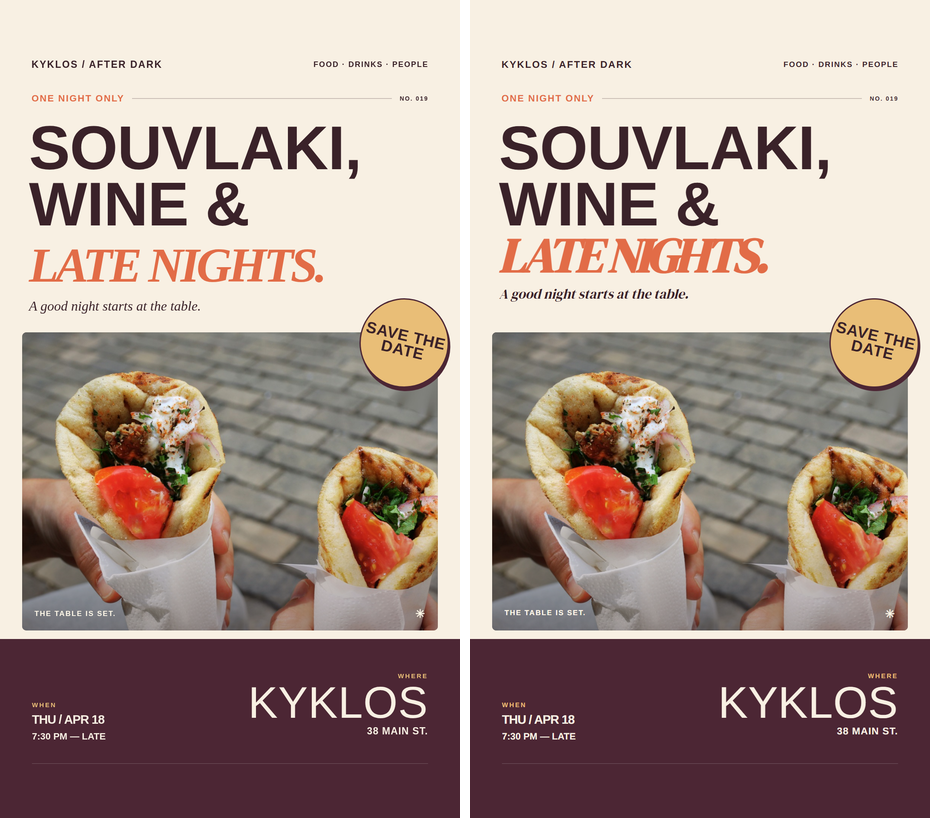 KYKLOS / AFTER DARK
FOOD · DRINKS · PEOPLE
ONE NIGHT ONLY
NO. 019
SOUVLAKI,
WINE &
LATE NIGHTS.
A good night starts at the table.
SAVE THE
DATE
THE TABLE IS SET.
WHEN
THU / APR 18
7:30 PM — LATE
WHERE
KYKLOS
38 MAIN ST.
KYKLOS / AFTER DARK
FOOD · DRINKS · PEOPLE
ONE NIGHT ONLY
NO. 019
SOUVLAKI,
WINE &
LATE NIGHTS.
A good night starts at the table.
SAVE THE
DATE
THE TABLE IS SET.
WHEN
THU / APR 18
7:30 PM — LATE
WHERE
KYKLOS
38 MAIN ST.